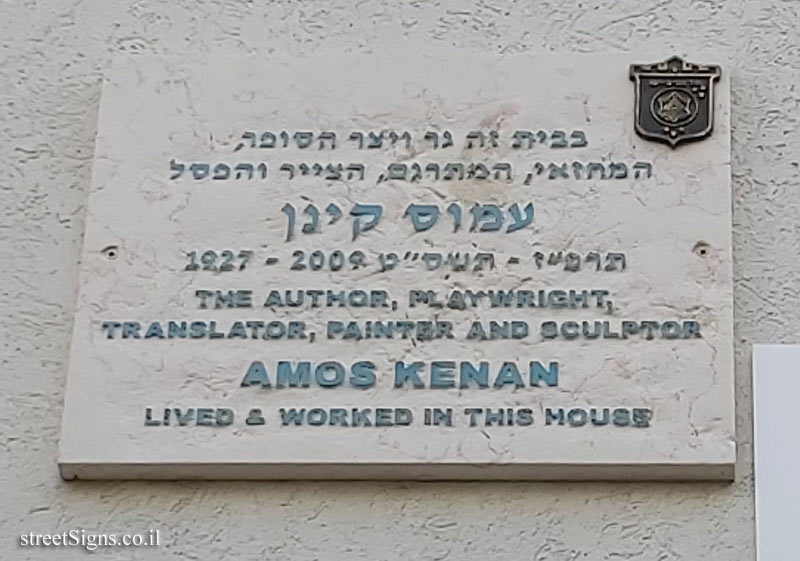 בבית זה גר ויצר הסופר,
המחזאי, המתרגם, הצייר והפסל
עמוס קינן
תרפ"ז - תשס"ט 2009 - 1927
THE AUTHOR, PLAYWRIGHT,
TRANSLATOR, PAINTER AND SCULPTOR
AMOS KENAN
LIVED & WORKED IN THIS HOUSE
streetSigns.co.il